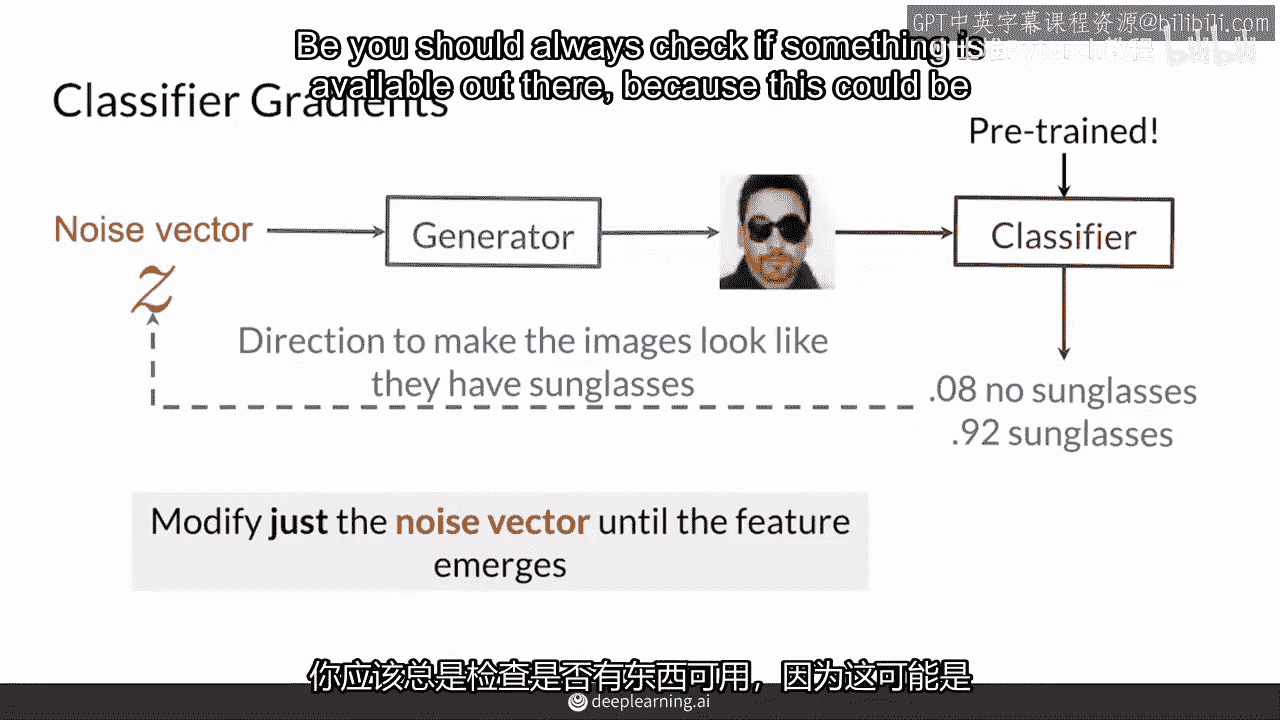 GPT中英字幕课程资源@bilibili.com
Be you should always check if something is
available out there, because this could be
Classifier Gradients
Pre-trained!
Noise vector
z
Generator
Classifier
Direction to make the images look like
they have sunglasses
.08 no sunglasses
.92 sunglasses
Modify just the noise vector until the feature
emerges
你应该总是检查是否有东西可用，因为这可能是
deeplearning.ai